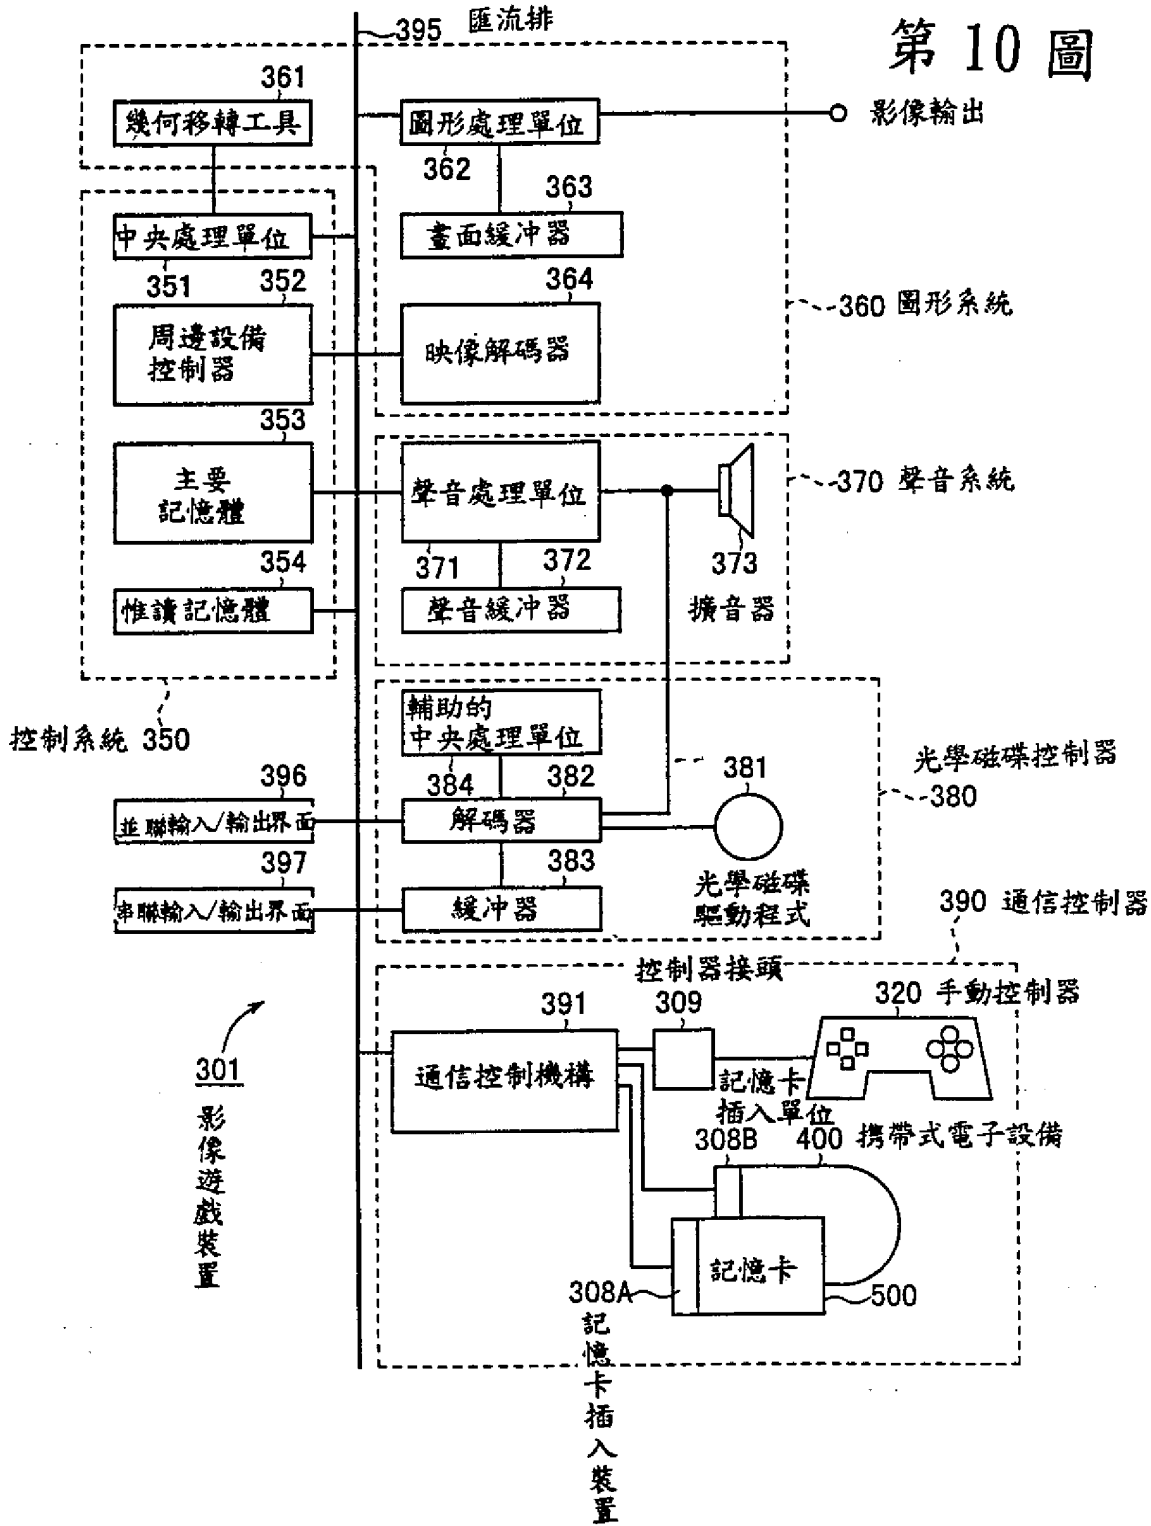 第 10 圖
395 匯流排
361
幾何移轉工具
圖形處理單位
362
影像輸出
363
畫面緩冲器
中央處理單位
351
352
周邊設備
控制器
364
映像解碼器
360 圖形系統
353
主要
記憶體
聲音處理單位
371
373
擴音器
370 聲音系統
354
惟讀記憶體
372
聲音緩冲器
控制系統 350
輔助的
中央處理單位
384
382
解碼器
381
光學磁碟
驅動程式
光學磁碟控制器
380
396
並聯輸入/輸出界面
383
緩冲器
397
串聯輸入/輸出界面
390 通信控制器
控制器接頭
309
391
通信控制機構
320 手動控制器
記憶卡
插入單位
308B
400 携帶式電子設備
記憶卡
500
308A
記憶卡插入裝置
301
影像遊戲裝置